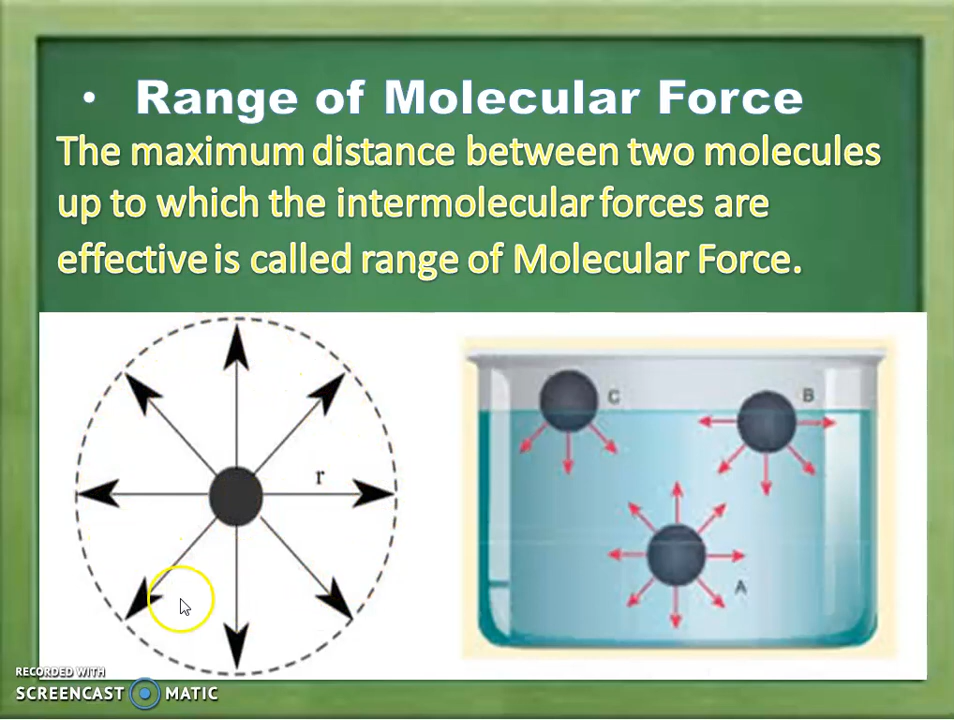 • Range of Molecular Force
The maximum distance between two molecules
up to which the intermolecular forces are
effective is called range of Molecular Force.
r
C
B
A
RECORDED WITH
SCREENCAST MATIC